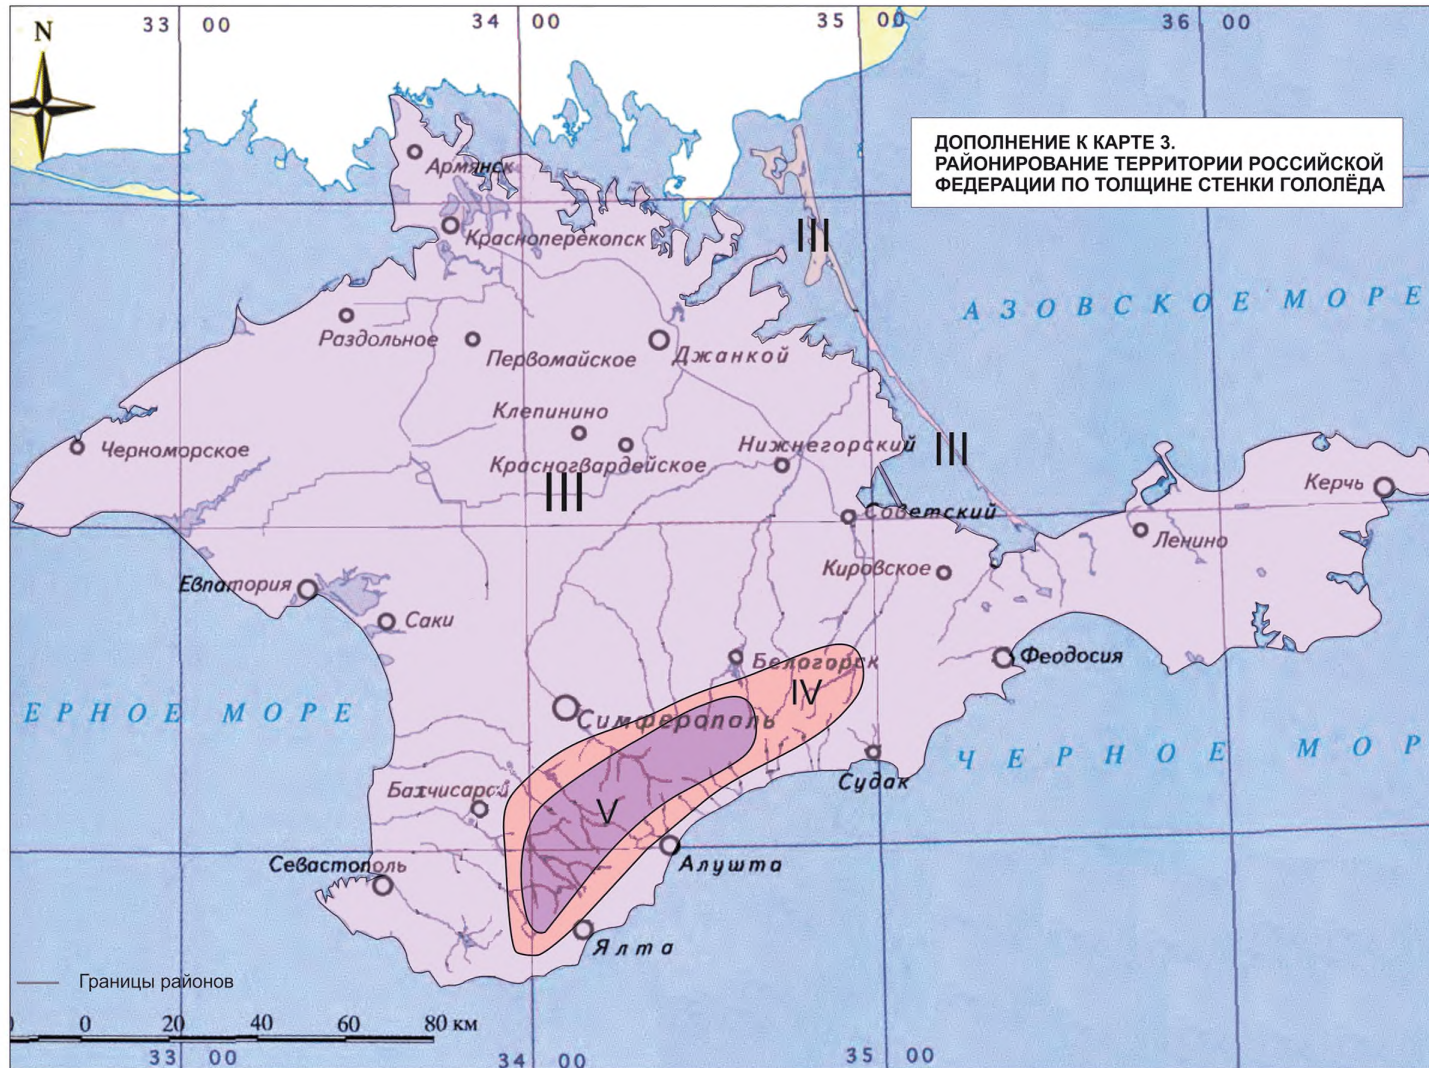 33 00
34 00
35 00
36 00
N
ДОПОЛНЕНИЕ К КАРТЕ 3.
РАЙОНИРОВАНИЕ ТЕРРИТОРИИ РОССИЙСКОЙ
ФЕДЕРАЦИИ ПО ТОЛЩИНЕ СТЕНКИ ГОЛОЛЁДА
Армянск
Красноперекопск
III
АЗОВСКОЕ МОРЕ
Раздольное
Первомайское
Джанкой
Клепинино
Черноморское
Красногвардейское
Нижнегорский
III
III
Керчь
Советский
Ленино
Евпатория
Кировское
Саки
Белогорск
Феодосия
IV
ЕРНОЕ МОРЕ
Симферополь
ЧЕРНОЕ МОР
Судак
Бахчисарай
V
Севастополь
Алушта
Ялта
Границы районов
0 20 40 60 80 км
33 00
34 00
35 00